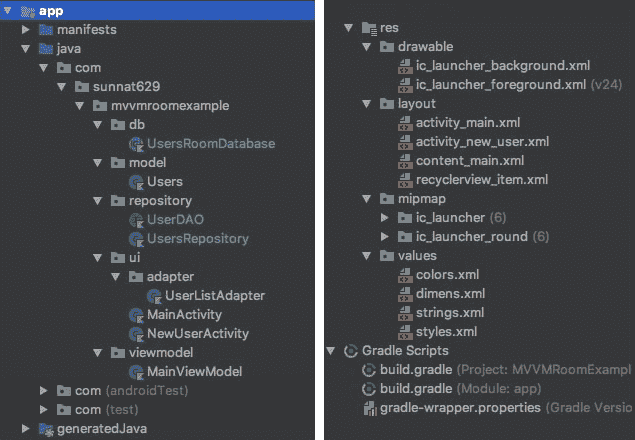 app
manifests
java
com
sunnat629
mvvmroomexample
db
UsersRoomDatabase
model
Users
repository
UserDAO
UsersRepository
ui
adapter
UserListAdapter
MainActivity
NewUserActivity
viewmodel
MainViewModel
com (androidTest)
com (test)
generatedJava
res
drawable
ic_launcher_background.xml
ic_launcher_foreground.xml (v24)
layout
activity_main.xml
activity_new_user.xml
content_main.xml
recyclerview_item.xml
mipmap
ic_launcher (6)
ic_launcher_round (6)
values
colors.xml
dimens.xml
strings.xml
styles.xml
Gradle Scripts
build.gradle (Project: MVVMRoomExampl
build.gradle (Module: app)
gradle-wrapper.properties (Gradle Versio